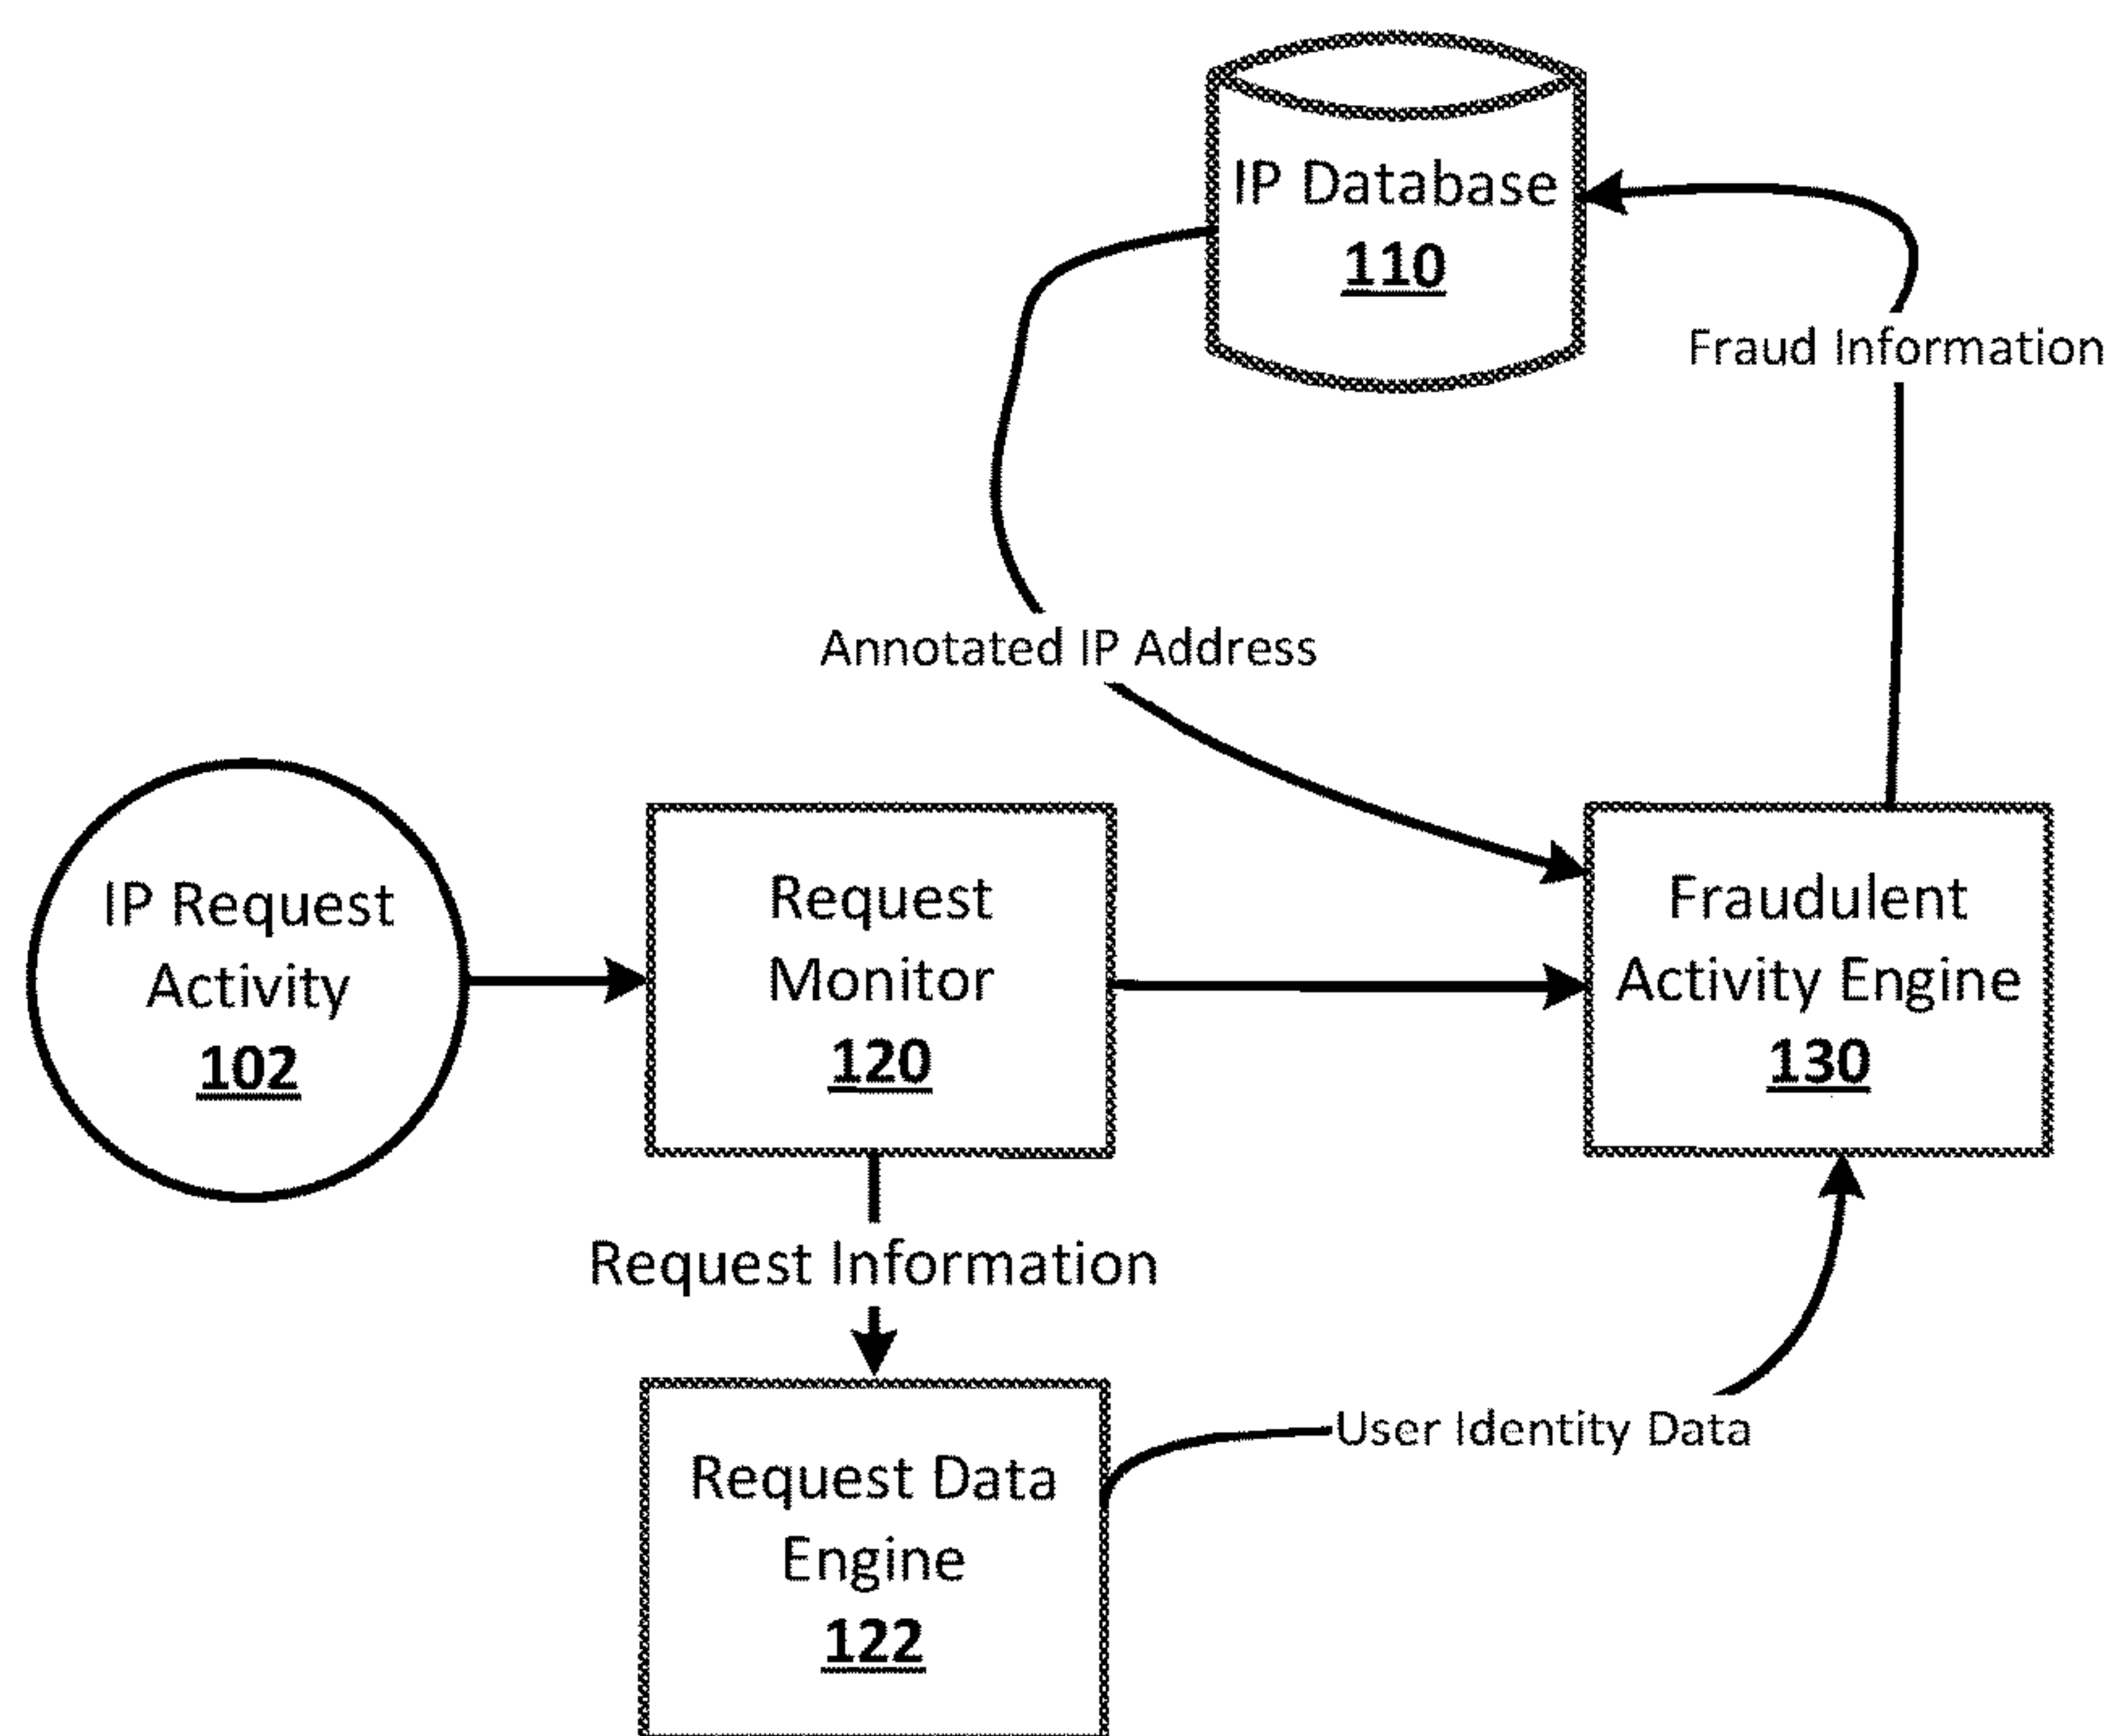 IP Database
110
Fraud Information
Annotated IP Address
IP Request
Activity
102
Request
Monitor
120
Fraudulent
Activity Engine
130
Request Information
User Identity Data
Request Data
Engine
122